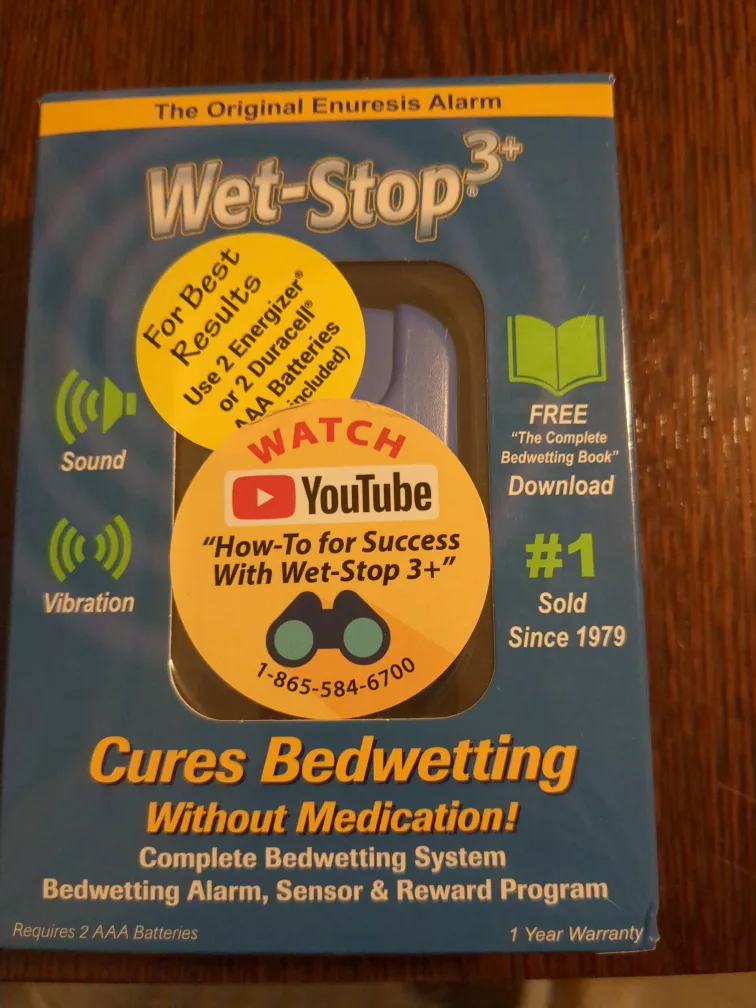 The Original Enuresis Alarm
Wet-Stop®3+
For Best
Results
Use 2 Energizer®
or 2 Duracell®
AAA Batteries
included)
Sound
Vibration
WATCH
YouTube
“How-To for Success
With Wet-Stop 3+”
1-865-584-6700
FREE
“The Complete
Bedwetting Book”
Download
#1
Sold
Since 1979
Cures Bedwetting
Without Medication!
Complete Bedwetting System
Bedwetting Alarm, Sensor & Reward Program
Requires 2 AAA Batteries
1 Year Warranty